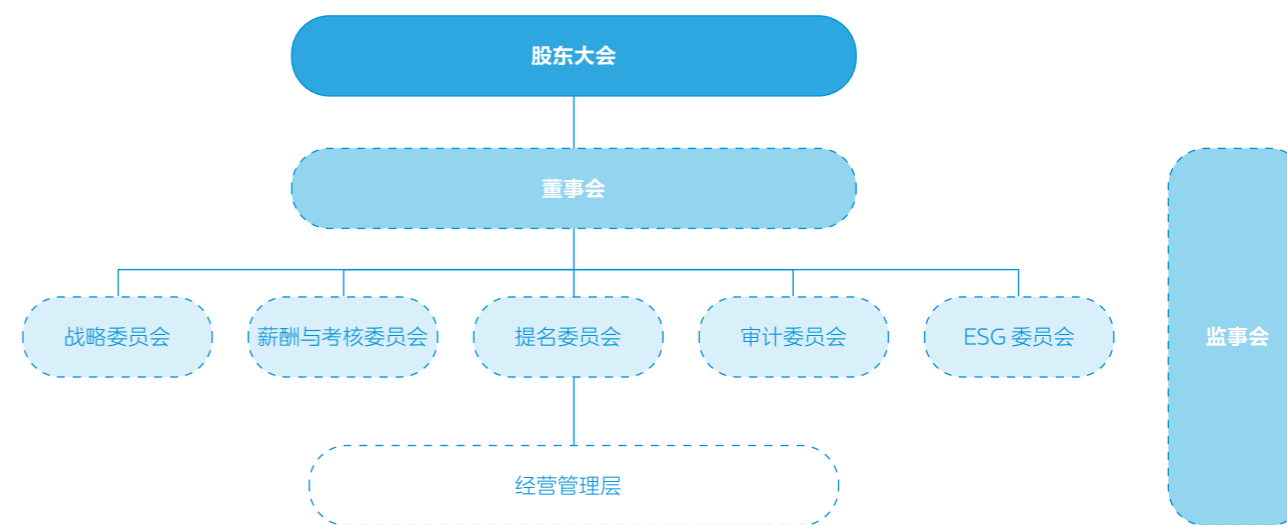 股东大会
董事会
战略委员会
薪酬与考核委员会
提名委员会
审计委员会
ESG 委员会
监事会
经营管理层